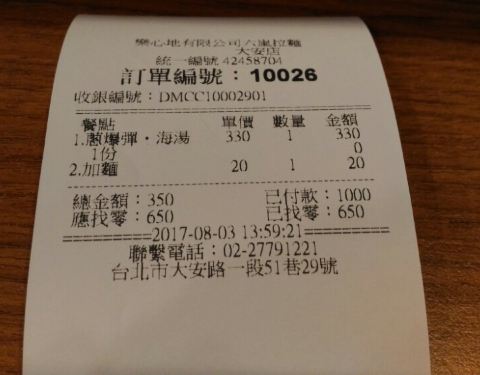 樂心地有限公司六嵐拉麵
大安店
統一編號 42458704
訂單編號：10026
收銀編號：DMCC10002901
餐點 單價 數量 金額
1.蔥爆彈・海湯 330 1 330
1份 0
2.加麵 20 1 20
總金額：350 已付款：1000
應找零：650 已找零：650
=========2017-08-03 13:59:21=========
聯繫電話：02-27791221
台北市大安路一段51巷29號